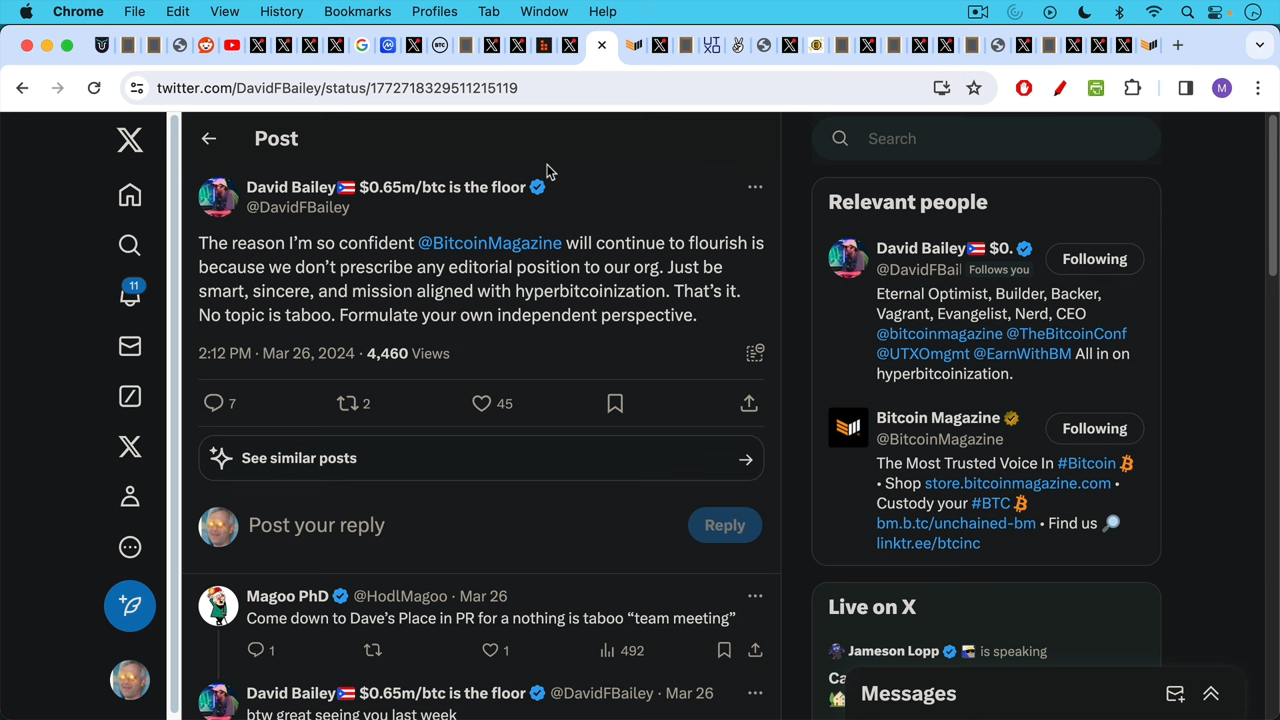 Chrome File Edit View History Bookmarks Profiles Tab Window Help
twitter.com/DavidFBailey/status/1772718329511215119
M
Post
David Bailey🇵🇷 $0.65m/btc is the floor
@DavidFBailey
The reason I’m so confident @BitcoinMagazine will continue to flourish is
because we don’t prescribe any editorial position to our org. Just be
smart, sincere, and mission aligned with hyperbitcoinization. That’s it.
No topic is taboo. Formulate your own independent perspective.
2:12 PM · Mar 26, 2024 · 4,460 Views
7 2 45
See similar posts
Post your reply
Reply
Magoo PhD @HodlMagoo · Mar 26
Come down to Dave’s Place in PR for a nothing is taboo “team meeting”
1 1 492
David Bailey🇵🇷 $0.65m/btc is the floor @DavidFBailey · Mar 26
btw great seeing you last week
11
Search
Relevant people
David Bailey🇵🇷 $0.
@DavidFBail Follows you
Following
Eternal Optimist, Builder, Backer,
Vagrant, Evangelist, Nerd, CEO
@bitcoinmagazine @TheBitcoinConf
@UTXOmgmt @EarnWithBM All in on
hyperbitcoinization.
Bitcoin Magazine
@BitcoinMagazine
Following
The Most Trusted Voice In #Bitcoin
• Shop store.bitcoinmagazine.com •
Custody your #BTC
bm.b.tc/unchained-bm • Find us 🔎
linktr.ee/btcinc
Live on X
Jameson Lopp is speaking
Ca
Messages